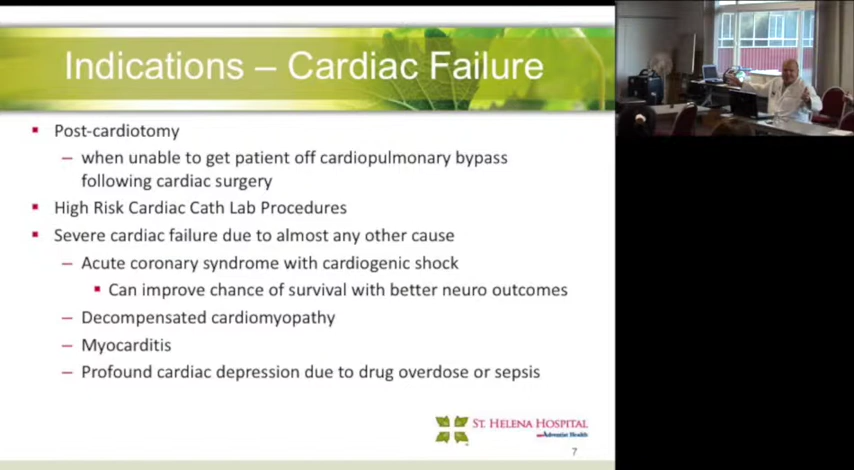 Indications – Cardiac Failure
▪ Post-cardiotomy
– when unable to get patient off cardiopulmonary bypass
following cardiac surgery
▪ High Risk Cardiac Cath Lab Procedures
▪ Severe cardiac failure due to almost any other cause
– Acute coronary syndrome with cardiogenic shock
▪ Can improve chance of survival with better neuro outcomes
– Decompensated cardiomyopathy
– Myocarditis
– Profound cardiac depression due to drug overdose or sepsis
ST. HELENA HOSPITAL
Adventist Health
7